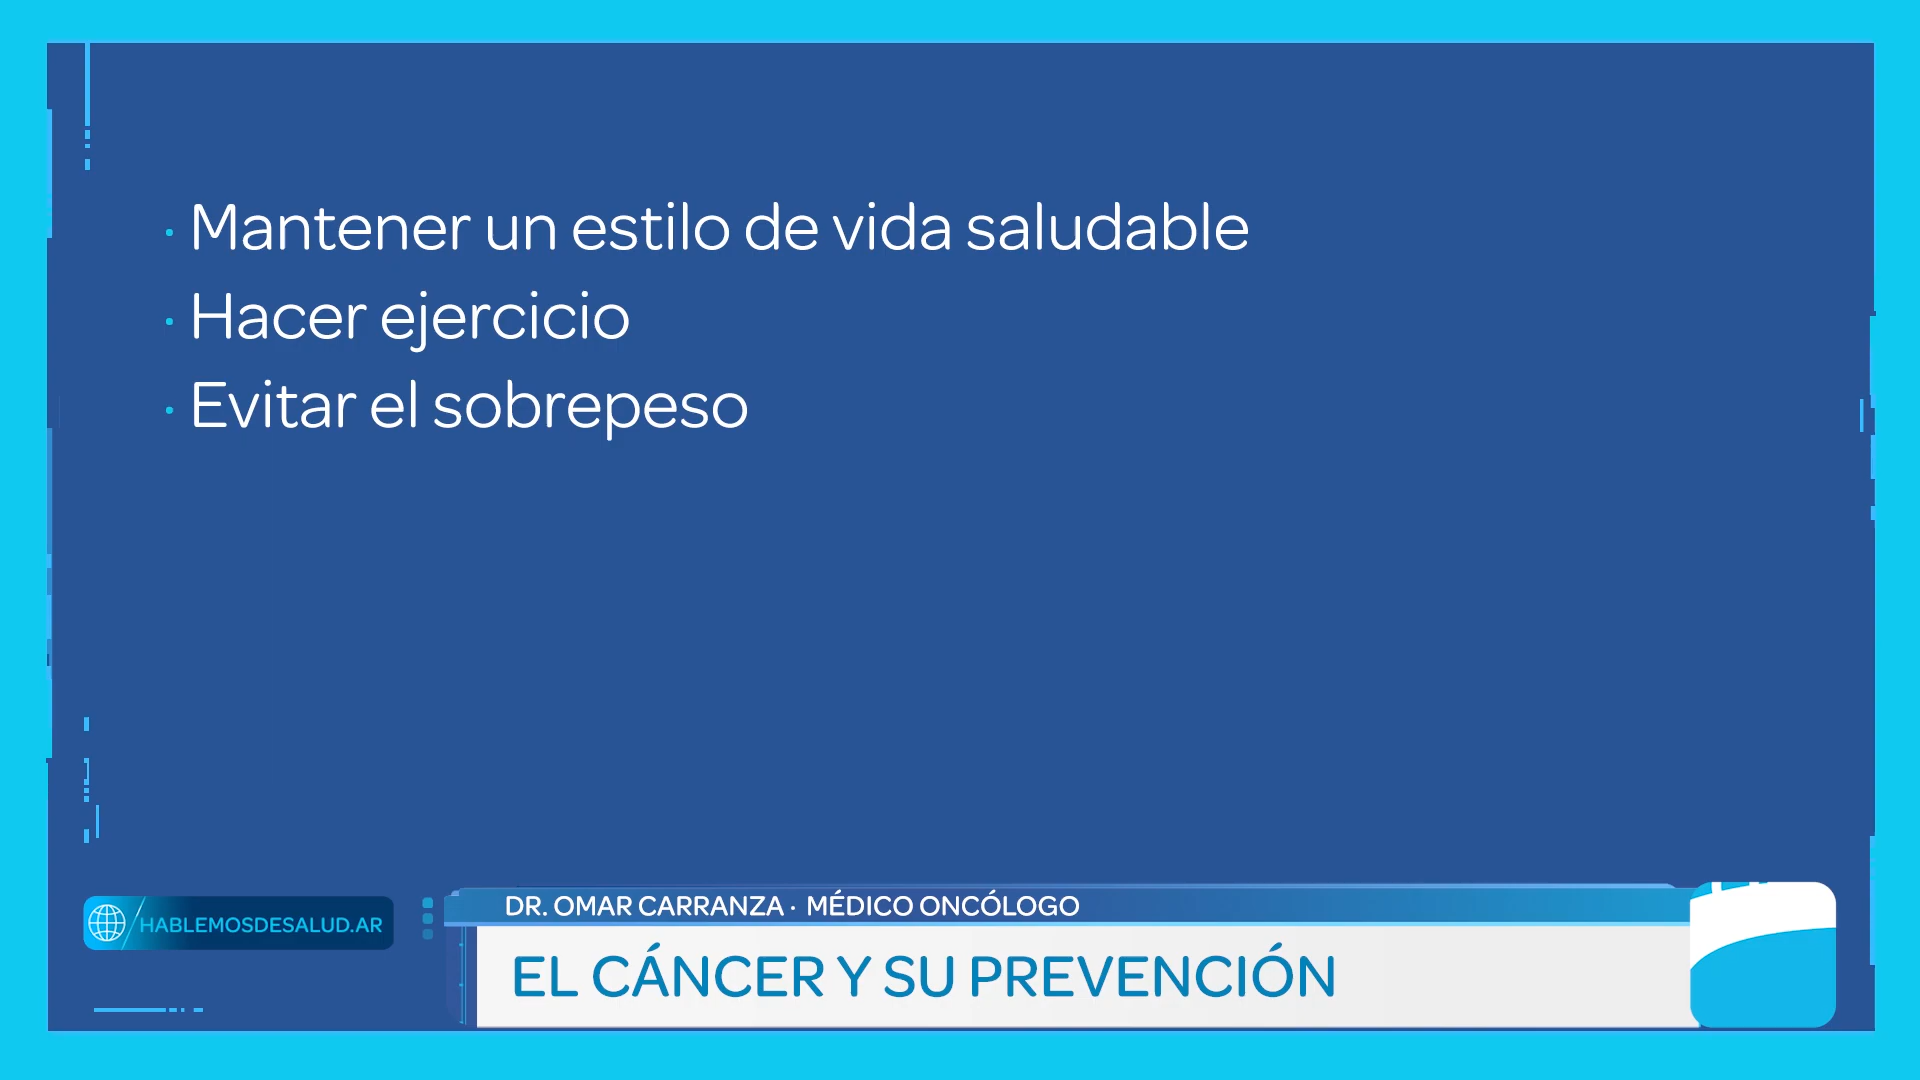 · Mantener un estilo de vida saludable
· Hacer ejercicio
· Evitar el sobrepeso
HABLEMOSDESALUD.AR
DR. OMAR CARRANZA · MÉDICO ONCÓLOGO
EL CÁNCER Y SU PREVENCIÓN